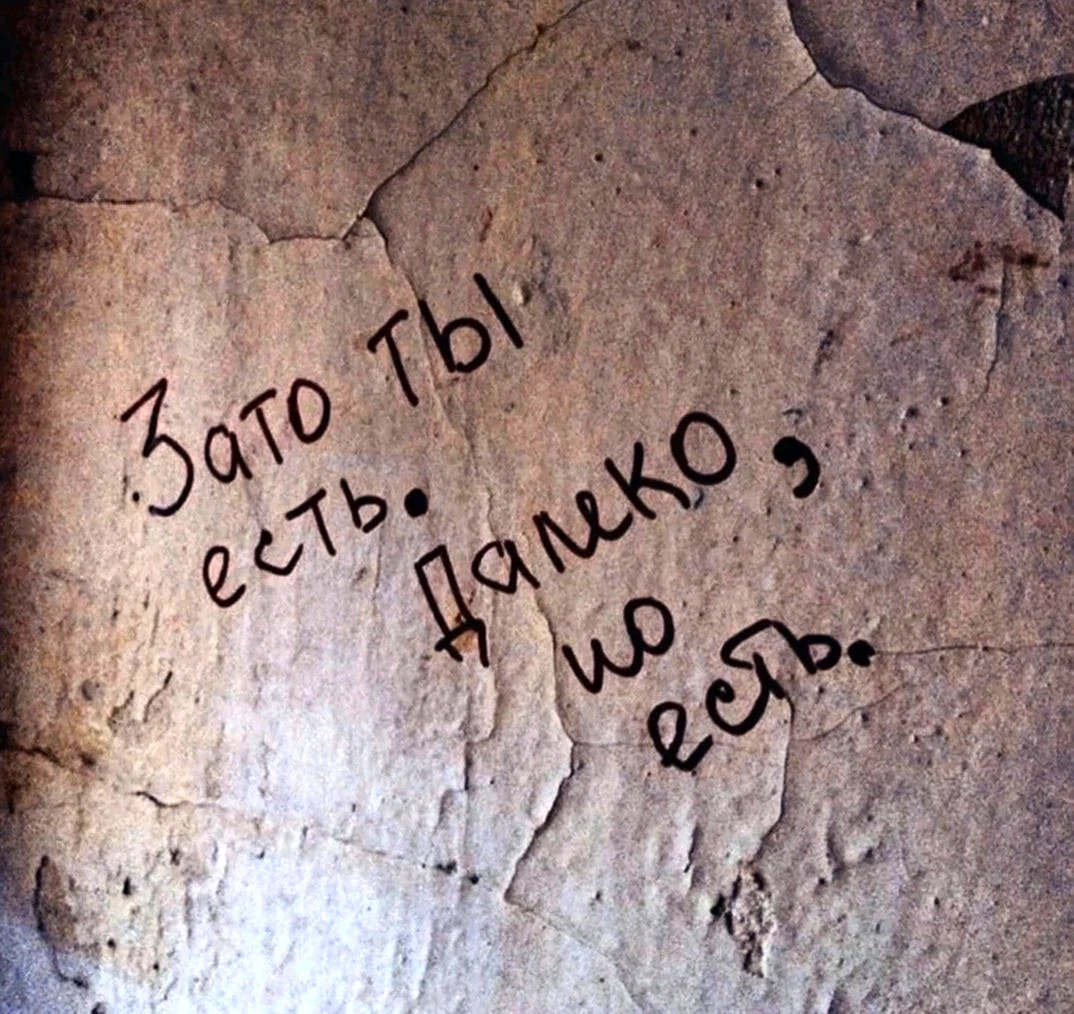 Зато ты
есть.
Далеко,
но
есть.